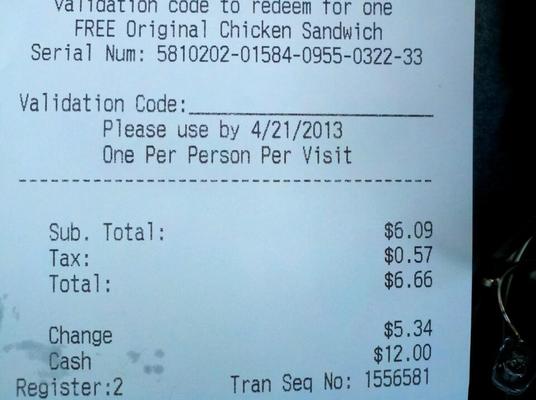 validation code to redeem for one
FREE Original Chicken Sandwich
Serial Num: 5810202-01584-0955-0322-33
Validation Code:
Please use by 4/21/2013
One Per Person Per Visit
Sub. Total: $6.09
Tax: $0.57
Total: $6.66
Change $5.34
Cash $12.00
Register:2 Tran Seq No: 1556581